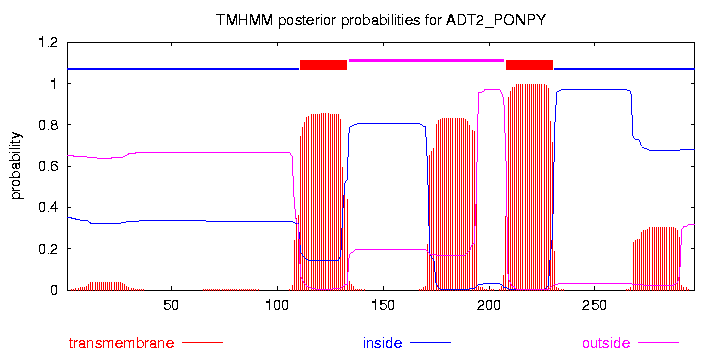 TMHMM posterior probabilities for ADT2_PONPY
1.2
1
0.8
0.6
0.4
0.2
0
probability
50
100
150
200
250
transmembrane
inside
outside